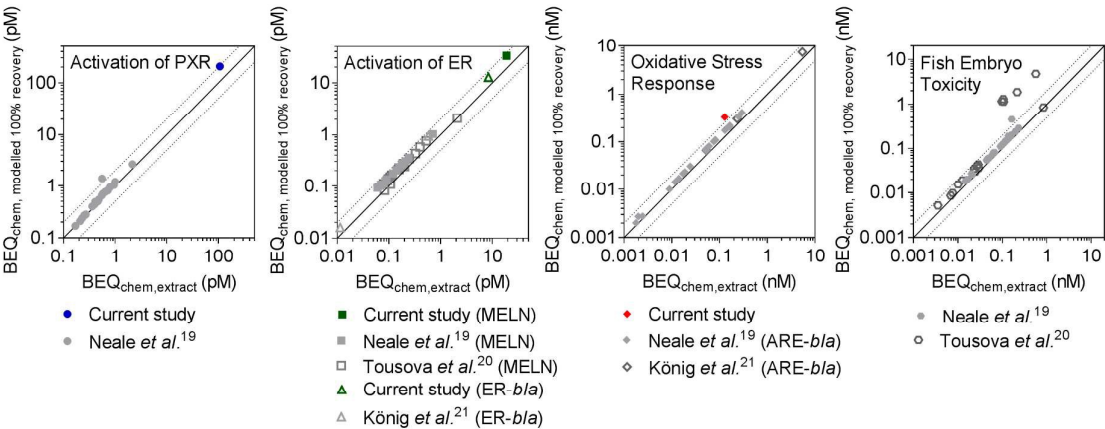 BEQchem, modelled 100% recovery (pM)
Activation of PXR
100
10
1
0.1
0.1 1 10 100
BEQchem,extract (pM)
Current study
Neale et al.19
BEQchem, modelled 100% recovery (pM)
Activation of ER
10
1
0.1
0.01
0.01 0.1 1 10
BEQchem,extract (pM)
Current study (MELN)
Neale et al.19 (MELN)
Tousova et al.20 (MELN)
Current study (ER-bla)
König et al.21 (ER-bla)
BEQchem, modelled 100% recovery (nM)
Oxidative Stress
Response
10
1
0.1
0.01
0.001
0.001 0.01 0.1 1 10
BEQchem,extract (nM)
Current study
Neale et al.19 (ARE-bla)
König et al.21 (ARE-bla)
BEQchem, modelled 100% recovery (nM)
Fish Embryo
Toxicity
10
1
0.1
0.01
0.001
0.001 0.01 0.1 1 10
BEQchem,extract (nM)
Neale et al.19
Tousova et al.20